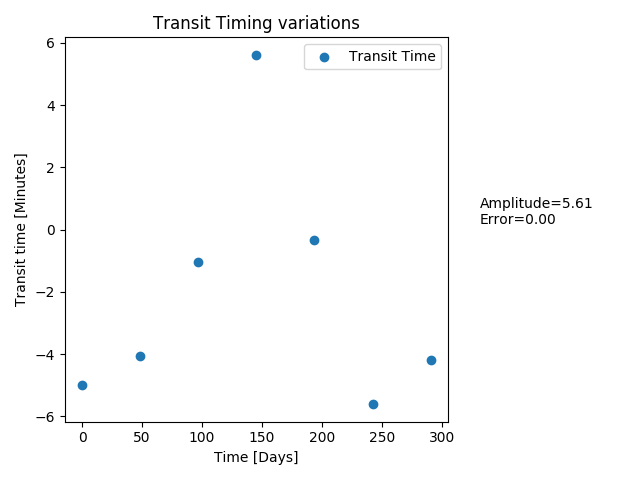 Transit Timing variations
Transit Time
Transit time [Minutes]
6
4
2
0
−2
−4
−6
0 50 100 150 200 250 300
Time [Days]
Amplitude=5.61
Error=0.00